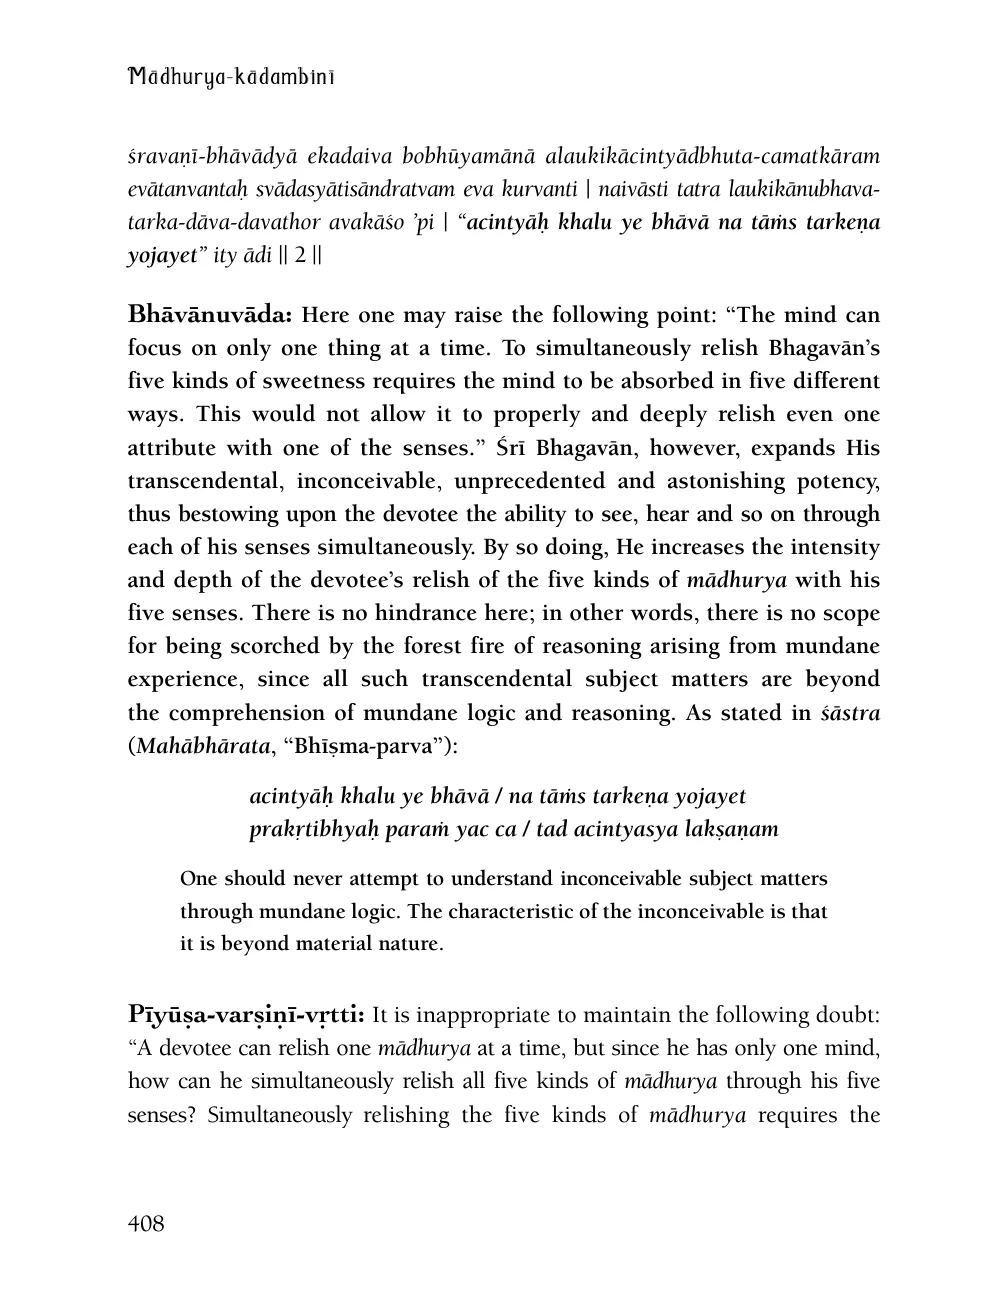 Mādhurya-kādambinī
śravaṇī-bhāvādyā ekadaiva bobhūyamānā alaukikācintyādbhuta-camatkāram
evātanvantaḥ svādasyātisāndratvam eva kurvanti | naivāsti tatra laukikānubhava-
tarka-dāva-davathor avakāśo ’pi | “acintyāḥ khalu ye bhāvā na tāṁs tarkeṇa
yojayet” ity ādi || 2 ||
Bhāvānuvāda: Here one may raise the following point: “The mind can
focus on only one thing at a time. To simultaneously relish Bhagavān’s
five kinds of sweetness requires the mind to be absorbed in five different
ways. This would not allow it to properly and deeply relish even one
attribute with one of the senses.” Śrī Bhagavān, however, expands His
transcendental, inconceivable, unprecedented and astonishing potency,
thus bestowing upon the devotee the ability to see, hear and so on through
each of his senses simultaneously. By so doing, He increases the intensity
and depth of the devotee’s relish of the five kinds of mādhurya with his
five senses. There is no hindrance here; in other words, there is no scope
for being scorched by the forest fire of reasoning arising from mundane
experience, since all such transcendental subject matters are beyond
the comprehension of mundane logic and reasoning. As stated in śāstra
(Mahābhārata, “Bhīṣma-parva”):
acintyāḥ khalu ye bhāvā / na tāṁs tarkeṇa yojayet
prakṛtibhyaḥ paraṁ yac ca / tad acintyasya lakṣaṇam
One should never attempt to understand inconceivable subject matters
through mundane logic. The characteristic of the inconceivable is that
it is beyond material nature.
Pīyūṣa-varṣiṇī-vṛtti: It is inappropriate to maintain the following doubt:
“A devotee can relish one mādhurya at a time, but since he has only one mind,
how can he simultaneously relish all five kinds of mādhurya through his five
senses? Simultaneously relishing the five kinds of mādhurya requires the
408